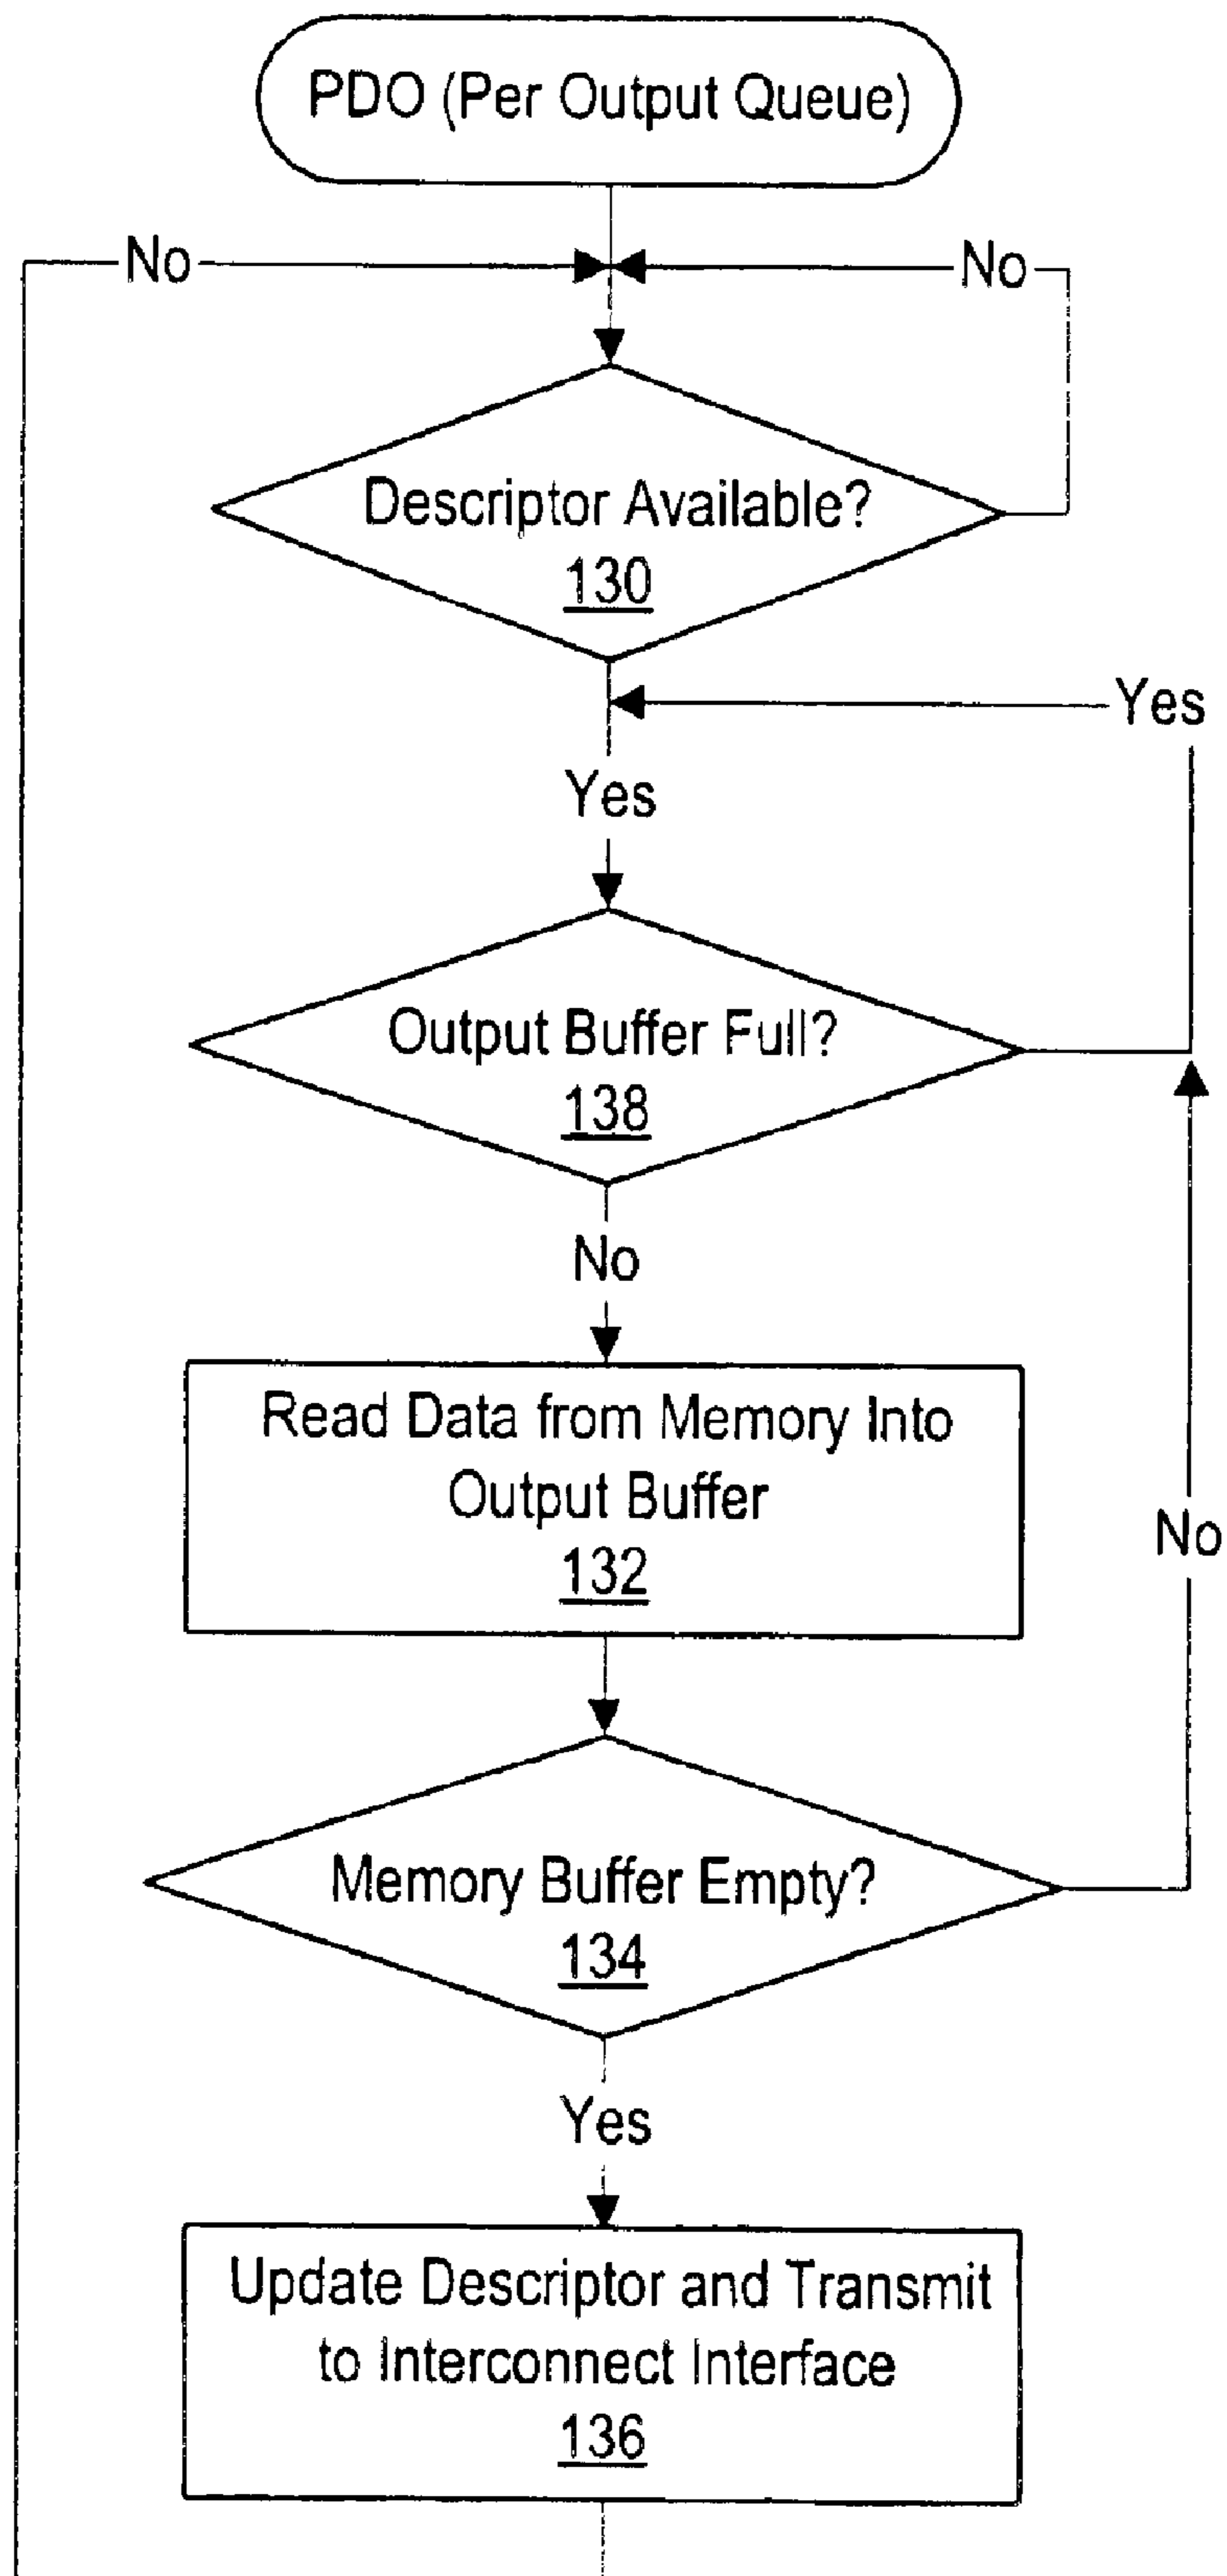 PDO (Per Output Queue)
No
No
Descriptor Available?
130
Yes
Yes
Output Buffer Full?
138
No
Read Data from Memory Into
Output Buffer
132
No
Memory Buffer Empty?
134
Yes
Update Descriptor and Transmit
to Interconnect Interface
136